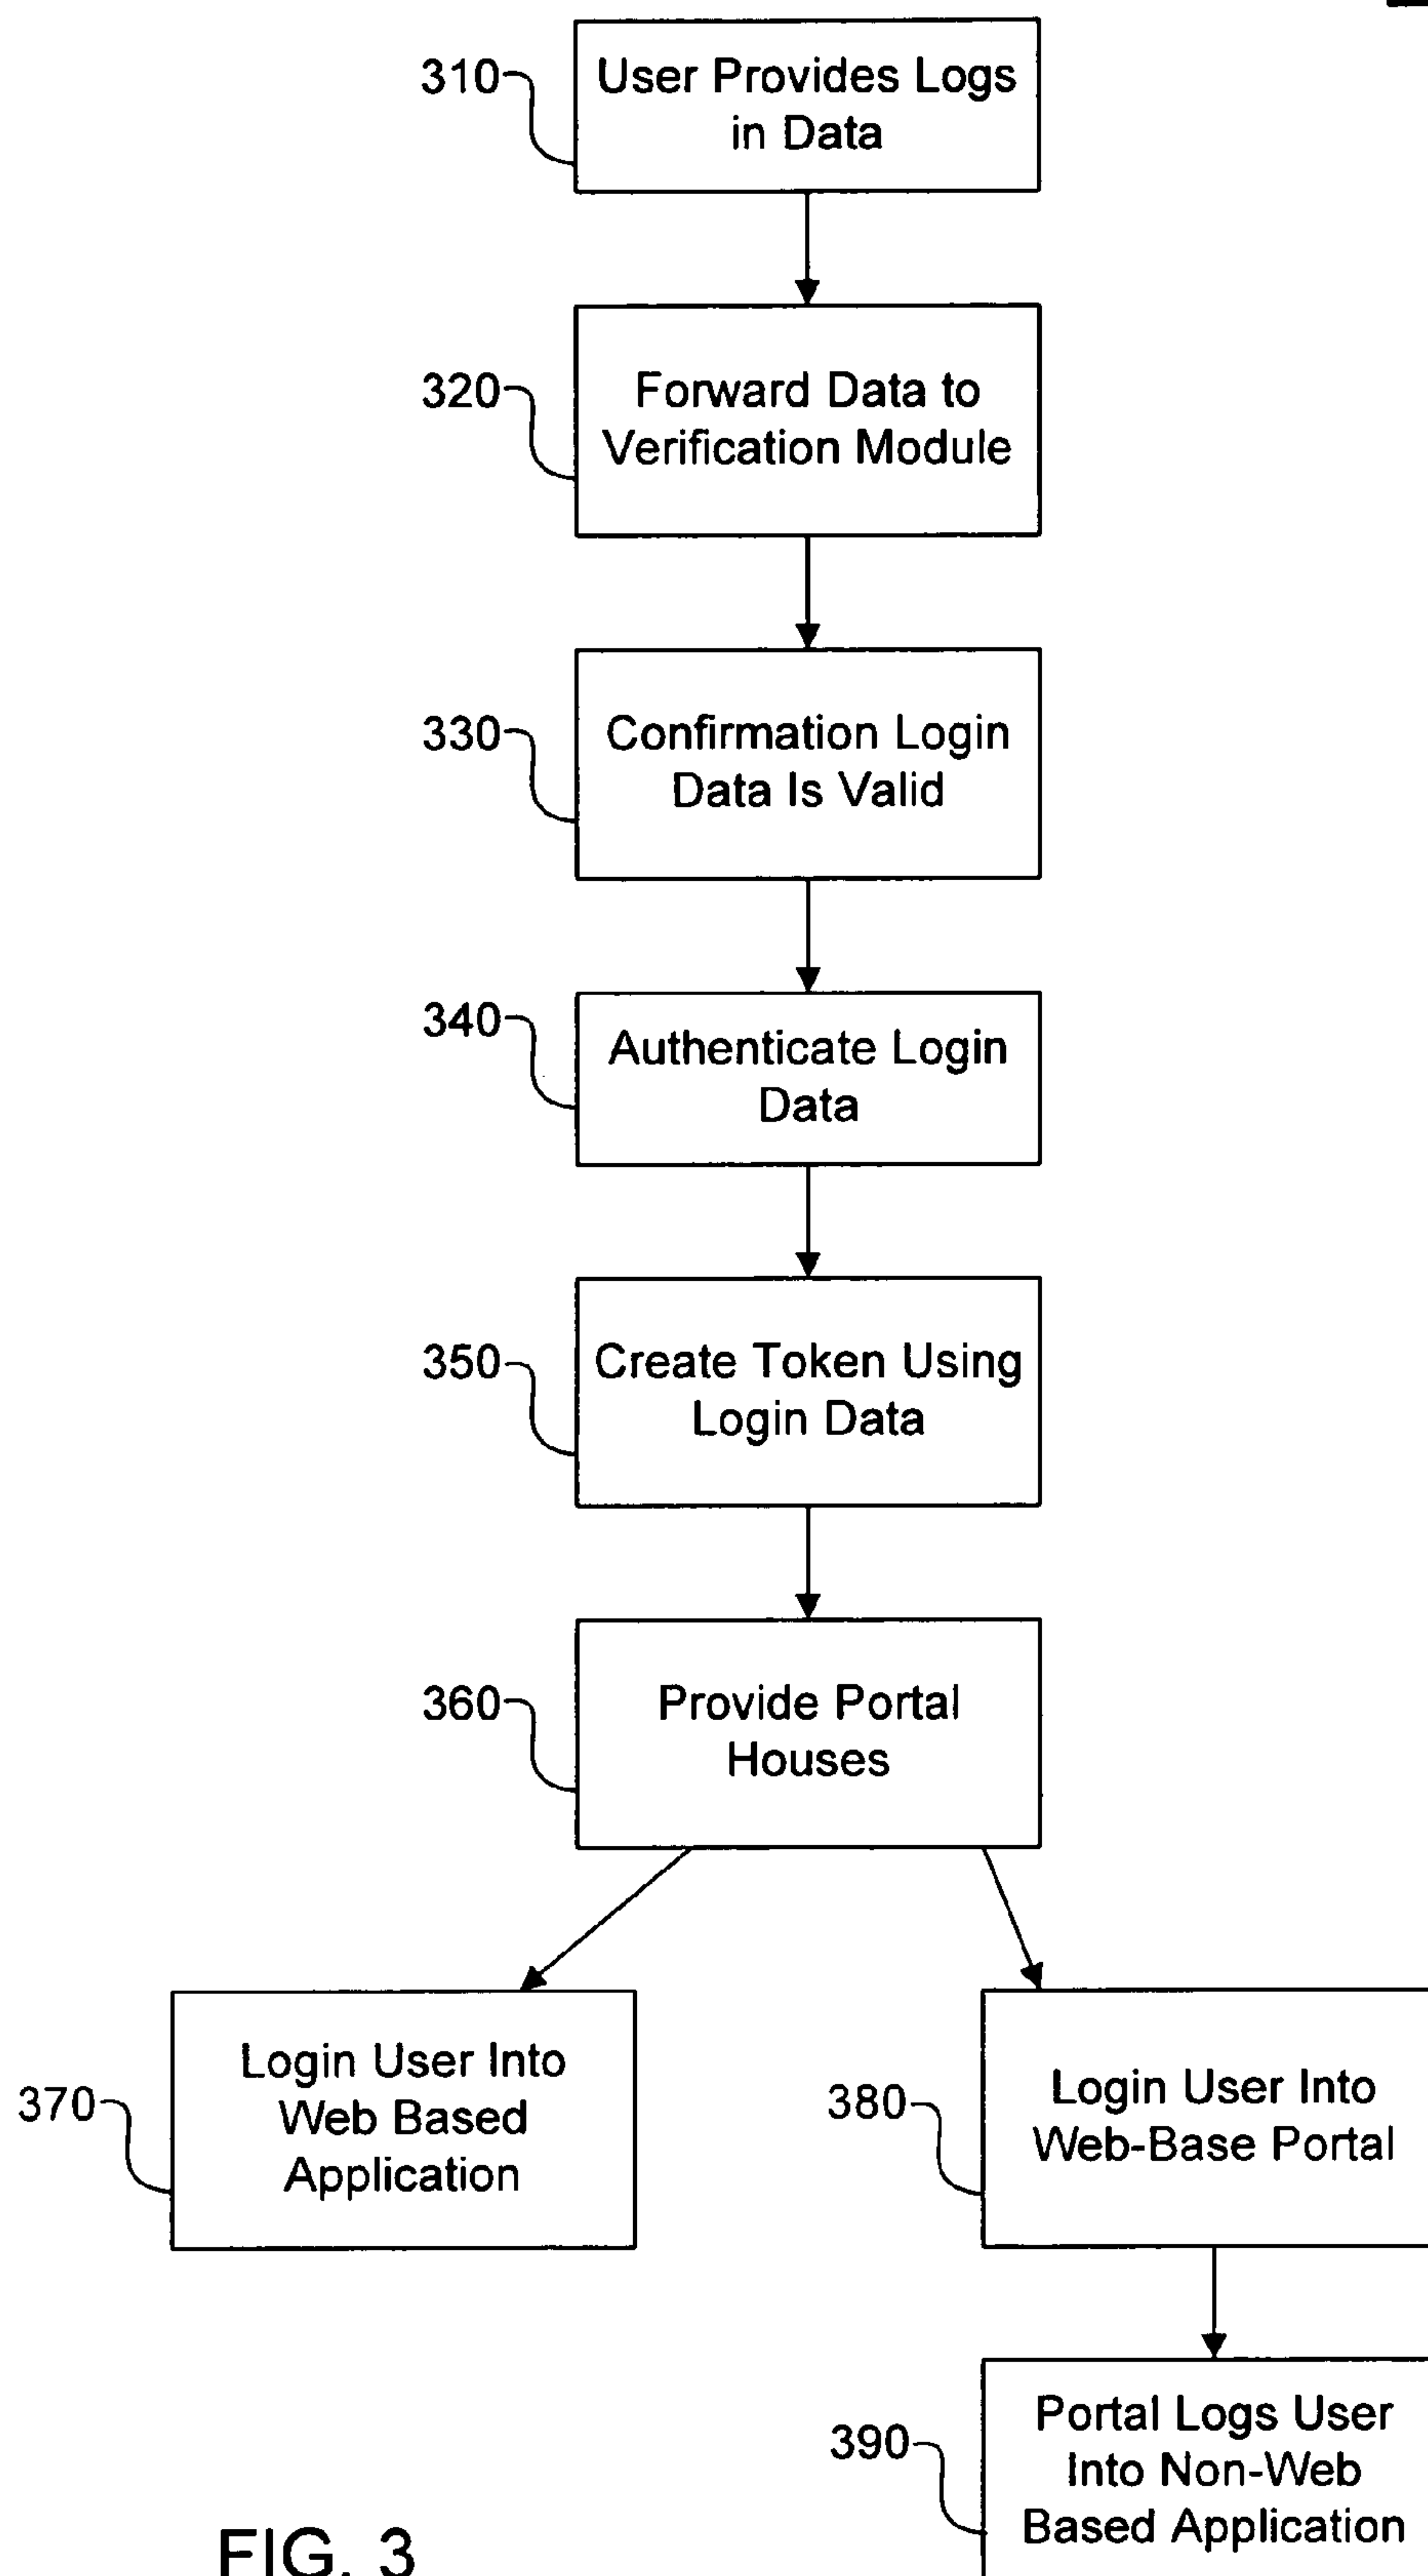 310
User Provides Logs
in Data
320
Forward Data to
Verification Module
330
Confirmation Login
Data Is Valid
340
Authenticate Login
Data
350
Create Token Using
Login Data
360
Provide Portal
Houses
370
Login User Into
Web Based
Application
380
Login User Into
Web-Base Portal
390
Portal Logs User
Into Non-Web
Based Application
FIG. 3